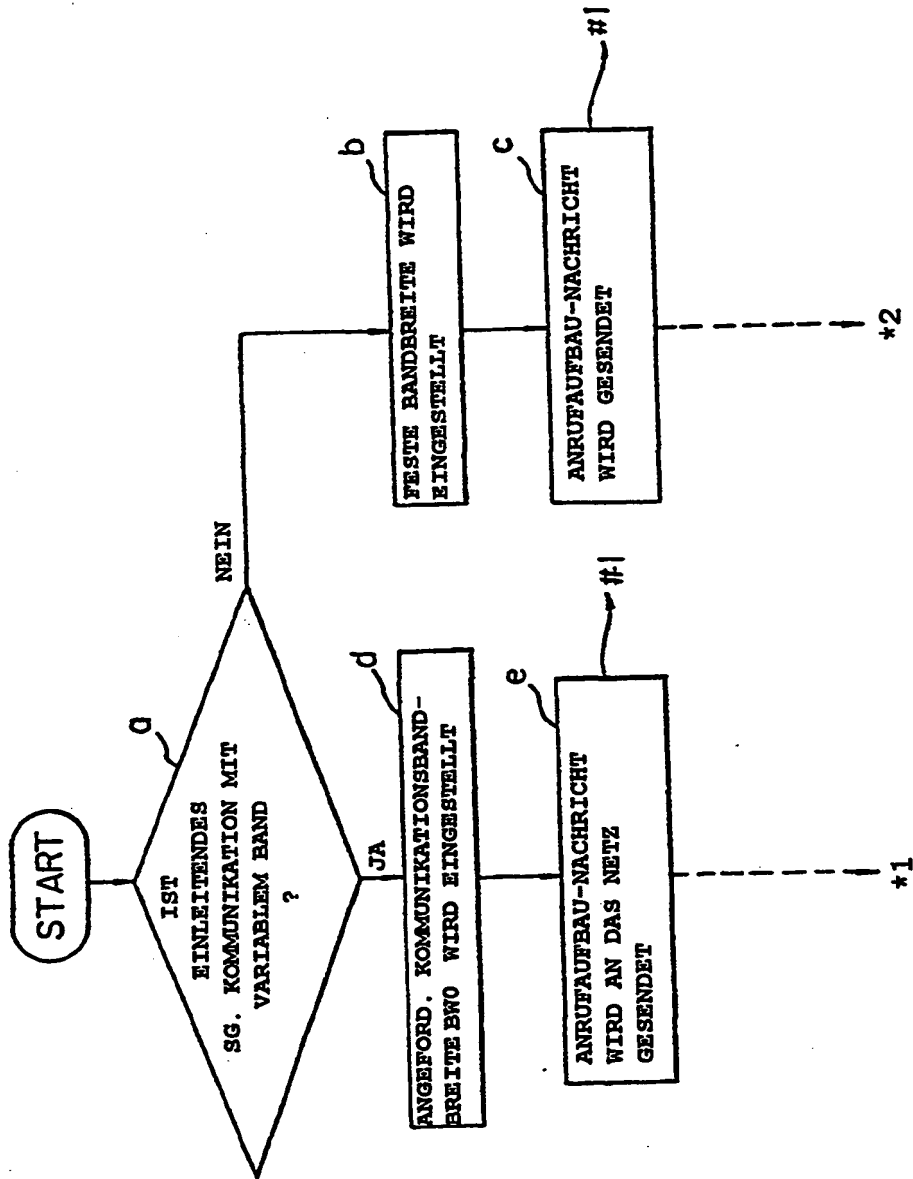 START
a
IST
EINLEITENDES
SG. KOMMUNIKATION MIT
VARIABLEM BAND
?
NEIN
JA
b
FESTE BANDBREITE WIRD
EINGESTELLT
c
ANRUFAUFBAU-NACHRICHT
WIRD GESENDET
#1
*2
d
ANGEFORD. KOMMUNIKATIONSBAND-
BREITE BW0 WIRD EINGESTELLT
e
ANRUFAUFBAU-NACHRICHT
WIRD AN DAS NETZ
GESENDET
#1
*1